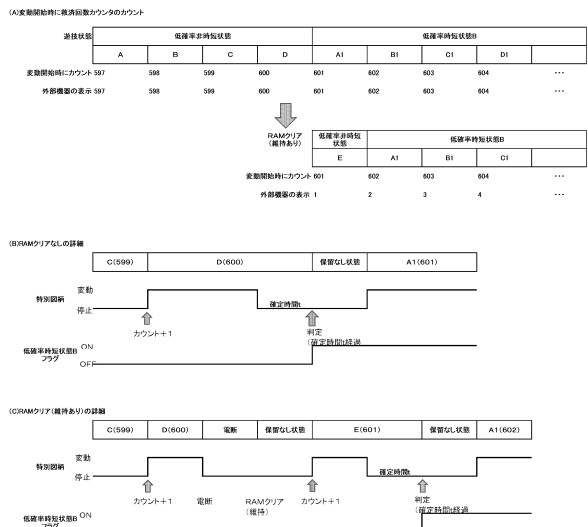 (A)変動開始時に救済回数カウンタのカウント
遊技状態 低確率非時短状態 低確率時短状態B
A B C D A1 B1 C1 D1
変動開始時にカウント 597 598 599 600 601 602 603 604 ・・・
外部機器の表示 597 598 599 600 601 602 603 604 ・・・
RAMクリア
(維持あり)
低確率非時短
状態
低確率時短状態B
E A1 B1 C1
変動開始時にカウント 601 602 603 604 ・・・
外部機器の表示 1 2 3 4 ・・・
(B)RAMクリアなしの詳細
C(599) D(600) 保留なし状態 A1(601)
特別図柄
変動
停止
確定時間t
カウント+1
判定
(確定時間t経過
低確率時短状態B
フラグ
ON
OFF
(C)RAMクリア(維持あり)の詳細
C(599) D(600) 電断 保留なし状態 E(601) 保留なし状態 A1(602)
特別図柄
変動
停止
確定時間t
カウント+1 電断 RAMクリア
(維持)
カウント+1
判定
(確定時間t経過
低確率時短状態B
フラグ
ON